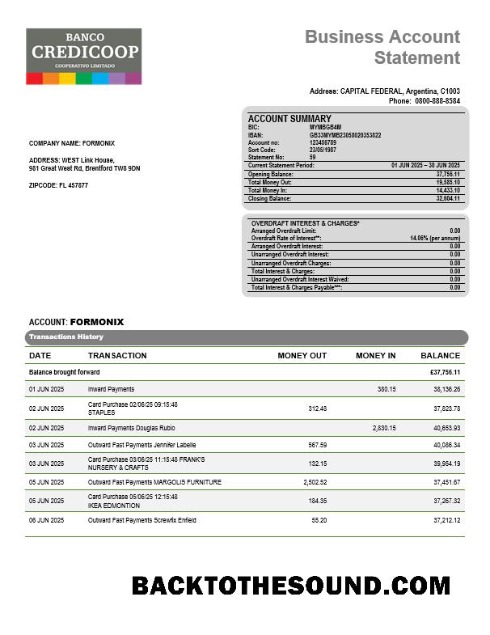 BANCO
CREDICOOP
COOPERATIVO LIMITADO
Business Account
Statement
Address: CAPITAL FEDERAL, Argentina, C1003
Phone: 0800-888-8584
COMPANY NAME: FORMONIX
ADDRESS: WEST Link House,
981 Great West Rd, Brentford TW8 9DN
ZIPCODE: FL 457877
ACCOUNT SUMMARY
BIC: MYMBGB4M
IBAN:
Account no: 123456789
Sort Code: 23/05/1987
Statement No: 59
Current Statement Period: 01 JUN 2025 – 30 JUN 2025
Opening Balance: 37,756.11
Total Money Out: 19,585.10
Total Money In: 14,433.10
Closing Balance: 32,604.11
OVERDRAFT INTEREST & CHARGES*
Arranged Overdraft Limit: 0.00
Overdraft Rate of Interest**: 14.06% (per annum)
Arranged Overdraft Interest: 0.00
Unarranged Overdraft Interest: 0.00
Unarranged Overdraft Charges: 0.00
Total Interest & Charges: 0.00
Unarranged Overdraft Interest Waived: 0.00
Total Interest & Charges Payable***: 0.00
ACCOUNT: FORMONIX
Transactions History
DATE TRANSACTION MONEY OUT MONEY IN BALANCE
Balance brought forward £37,756.11
01 JUN 2025 Inward Payments 380.15 38,136.26
02 JUN 2025 Card Purchase 02/06/25 09:15:48 312.48 37,823.78
STAPLES
02 JUN 2025 Inward Payments Douglas Rubio 2,830.15 40,653.93
03 JUN 2025 Outward Fast Payments Jennifer Labelle 567.59 40,086.34
03 JUN 2025 Card Purchase 03/06/25 11:15:48 FRANK'S 132.15 39,954.19
NURSERY & CRAFTS
05 JUN 2025 Outward Fast Payments MARGOLIS FURNITURE 2,502.52 37,451.67
05 JUN 2025 Card Purchase 05/06/25 12:15:48 184.35 37,267.32
IKEA EDMONTION
06 JUN 2025 Outward Fast Payments Screwfix Enfield 55.20 37,212.12
BACKTOTHESOUND.COM